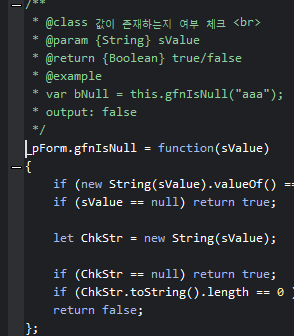 /**
* @class 값이 존재하는지 여부 체크 <br>
* @param {String} sValue
* @return {Boolean} true/false
* @example
* var bNull = this.gfnIsNull("aaa");
* output: false
*/
_pForm.gfnIsNull = function(sValue)
{
if (new String(sValue).valueOf() ==
if (sValue == null) return true;
let ChkStr = new String(sValue);
if (ChkStr == null) return true;
if (ChkStr.toString().length == 0 )
return false;
};